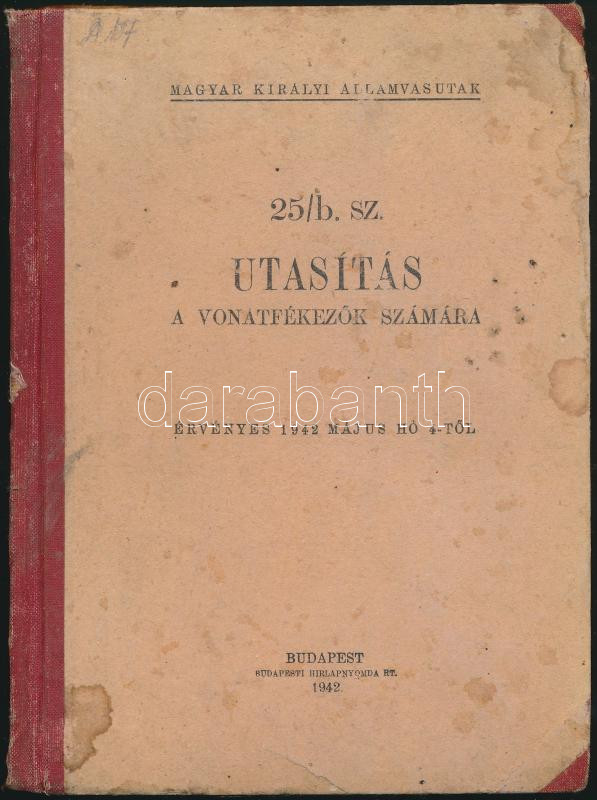 MAGYAR KIRÁLYI ÁLLAMVASUTAK
25/b. SZ.
UTASÍTÁS
A VONATFÉKEZŐK SZÁMÁRA
darabanth
ÉRVÉNYES 1942 MÁJUS HÓ 4-TŐL
BUDAPEST
BUDAPESTI HIRLAPNYOMDA RT.
1942.